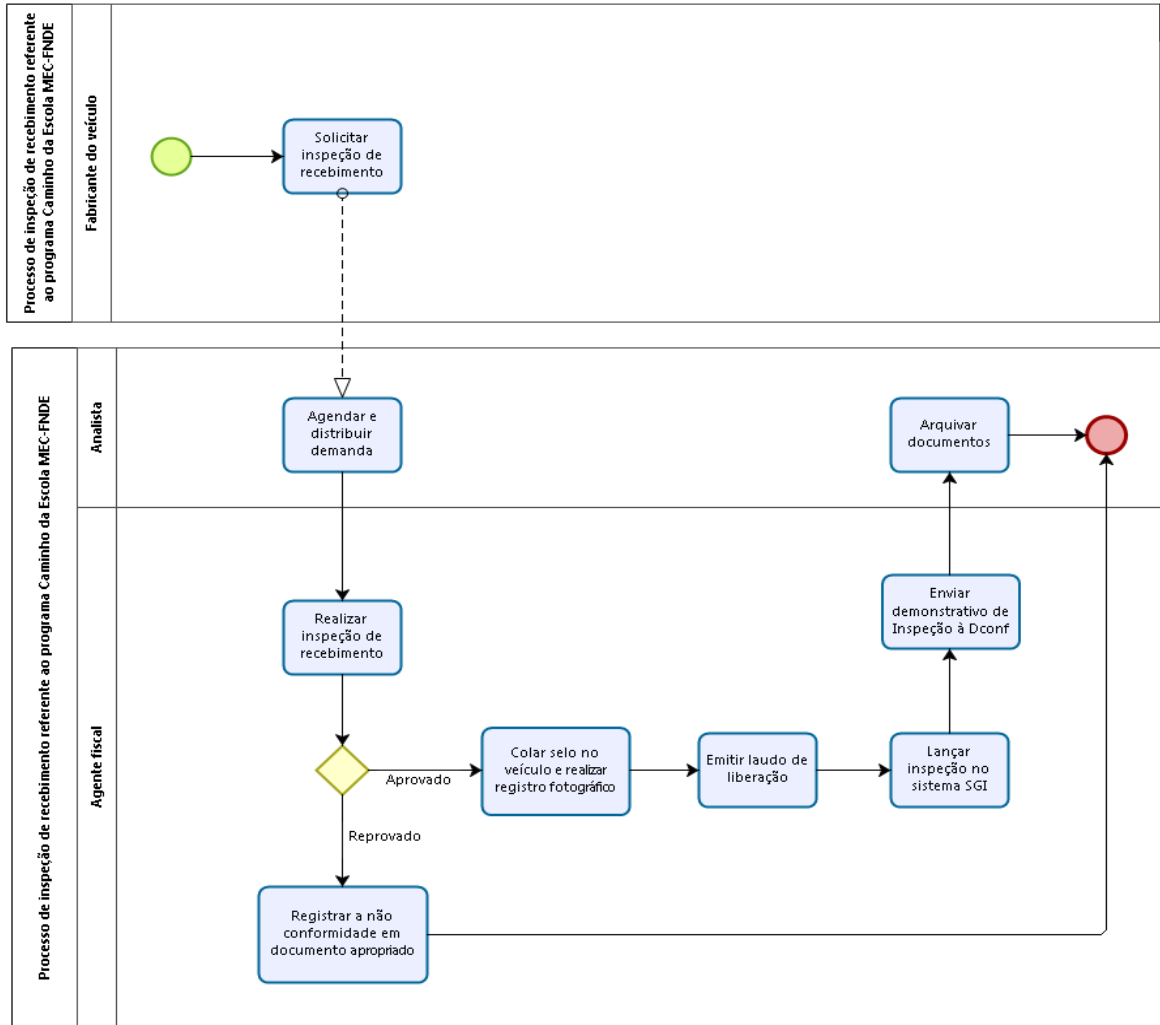 Processo de inspeção de recebimento referente
ao programa Caminho da Escola MEC-FNDE
Fabricante do veículo
Solicitar
inspeção de
recebimento
Processo de inspeção de recebimento referente ao programa Caminho da Escola MEC-FNDE
Analista
Agendar e
distribuir
demanda
Arquivar
documentos
Agente fiscal
Realizar
inspeção de
recebimento
Enviar
demonstrativo de
Inspeção à Dconf
Aprovado
Colar selo no
veículo e realizar
registro fotográfico
Emitir laudo de
liberação
Lançar
inspeção no
sistema SGI
Reprovado
Registrar a não
conformidade em
documento apropriado